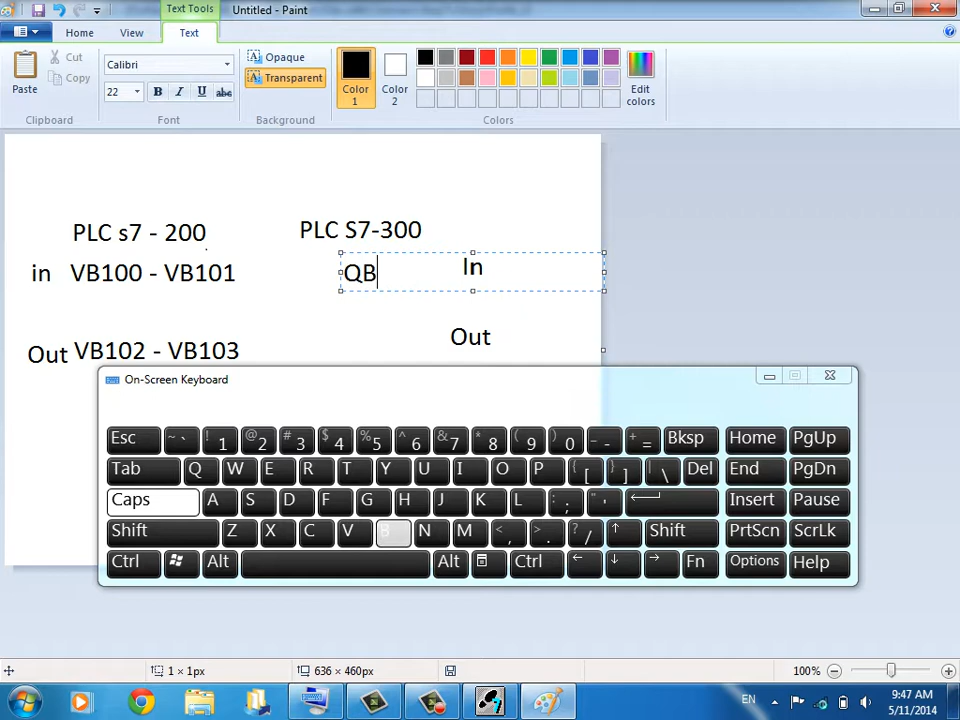 Text Tools
Untitled - Paint
Home View Text
Paste
Cut
Copy
Clipboard
Calibri
22 B I U abc
Font
Opaque
Transparent
Background
Color 1
Color 2
Edit colors
Colors
PLC s7 - 200
PLC S7-300
in VB100 - VB101
QB
In
Out VB102 - VB103
Out
On-Screen Keyboard
Esc ~ ` ! 1 @ 2 # 3 $ 4 % 5 ^ 6 & 7 * 8 ( 9 ) 0 _ - + = Bksp Home PgUp
Tab Q W E R T Y U I O P { [ } ] | \ Del End PgDn
Caps A S D F G H J K L : ; " ' Insert Pause
Shift Z X C V B N M < , > . ? / ↑ Shift PrtScn ScrLk
Ctrl Alt Alt Ctrl ← ↓ → Fn Options Help
1 × 1px
636 × 460px
100%
EN
9:47 AM
5/11/2014